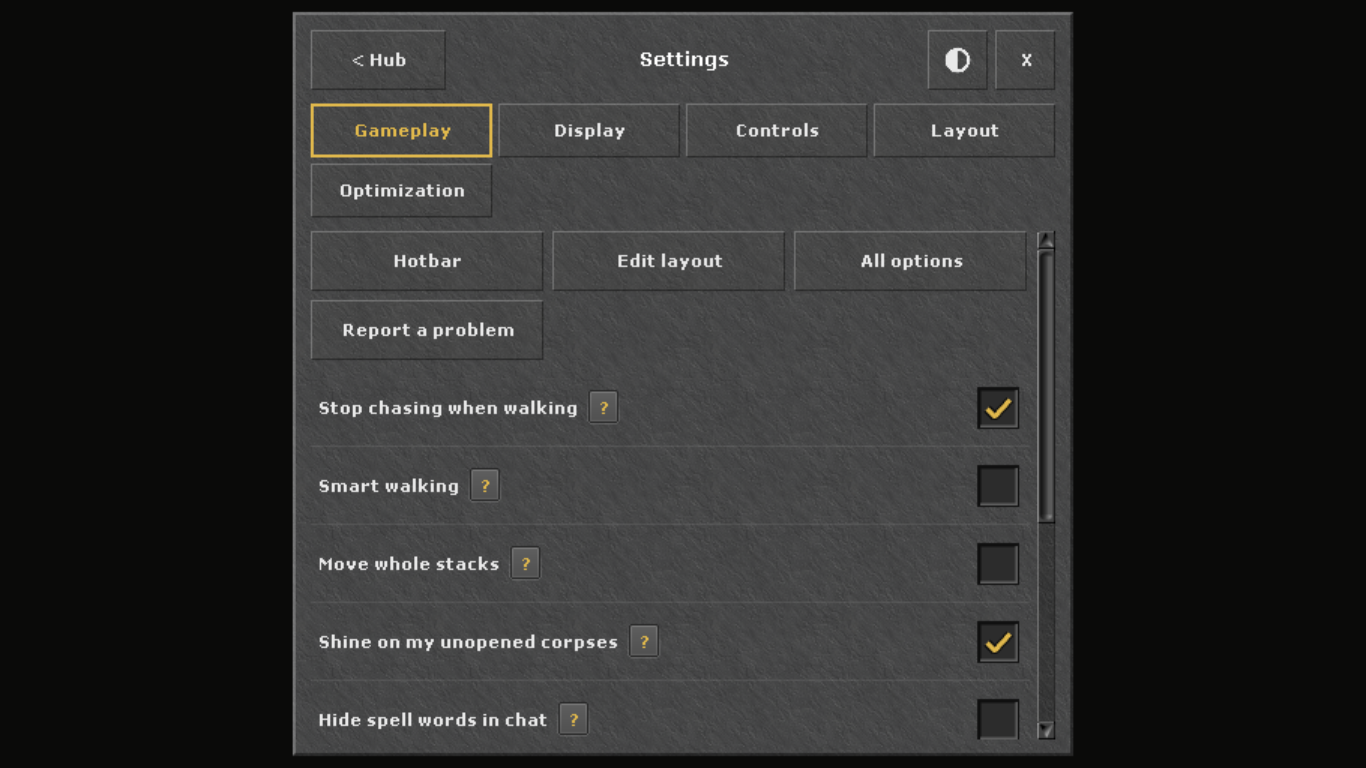 < Hub
Settings
x
Gameplay
Display
Controls
Layout
Optimization
Hotbar
Edit layout
All options
Report a problem
Stop chasing when walking ?
Smart walking ?
Move whole stacks ?
Shine on my unopened corpses ?
Hide spell words in chat ?